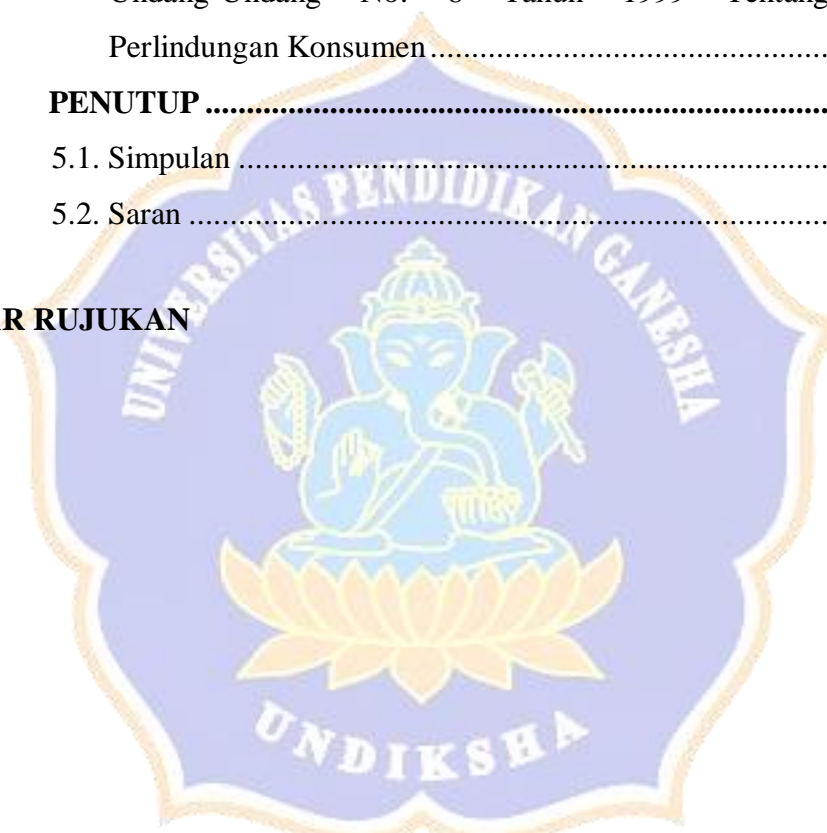 Undang-Undang No. 8 Tahun 1999 Tentang
Perlindungan Konsumen................................................
PENUTUP................................................................
5.1. Simpulan................................................................
5.2. Saran................................................................
R RUJUKAN
UNIVERSITAS PENDIDIKAN GANESHA
UNDIKSHA